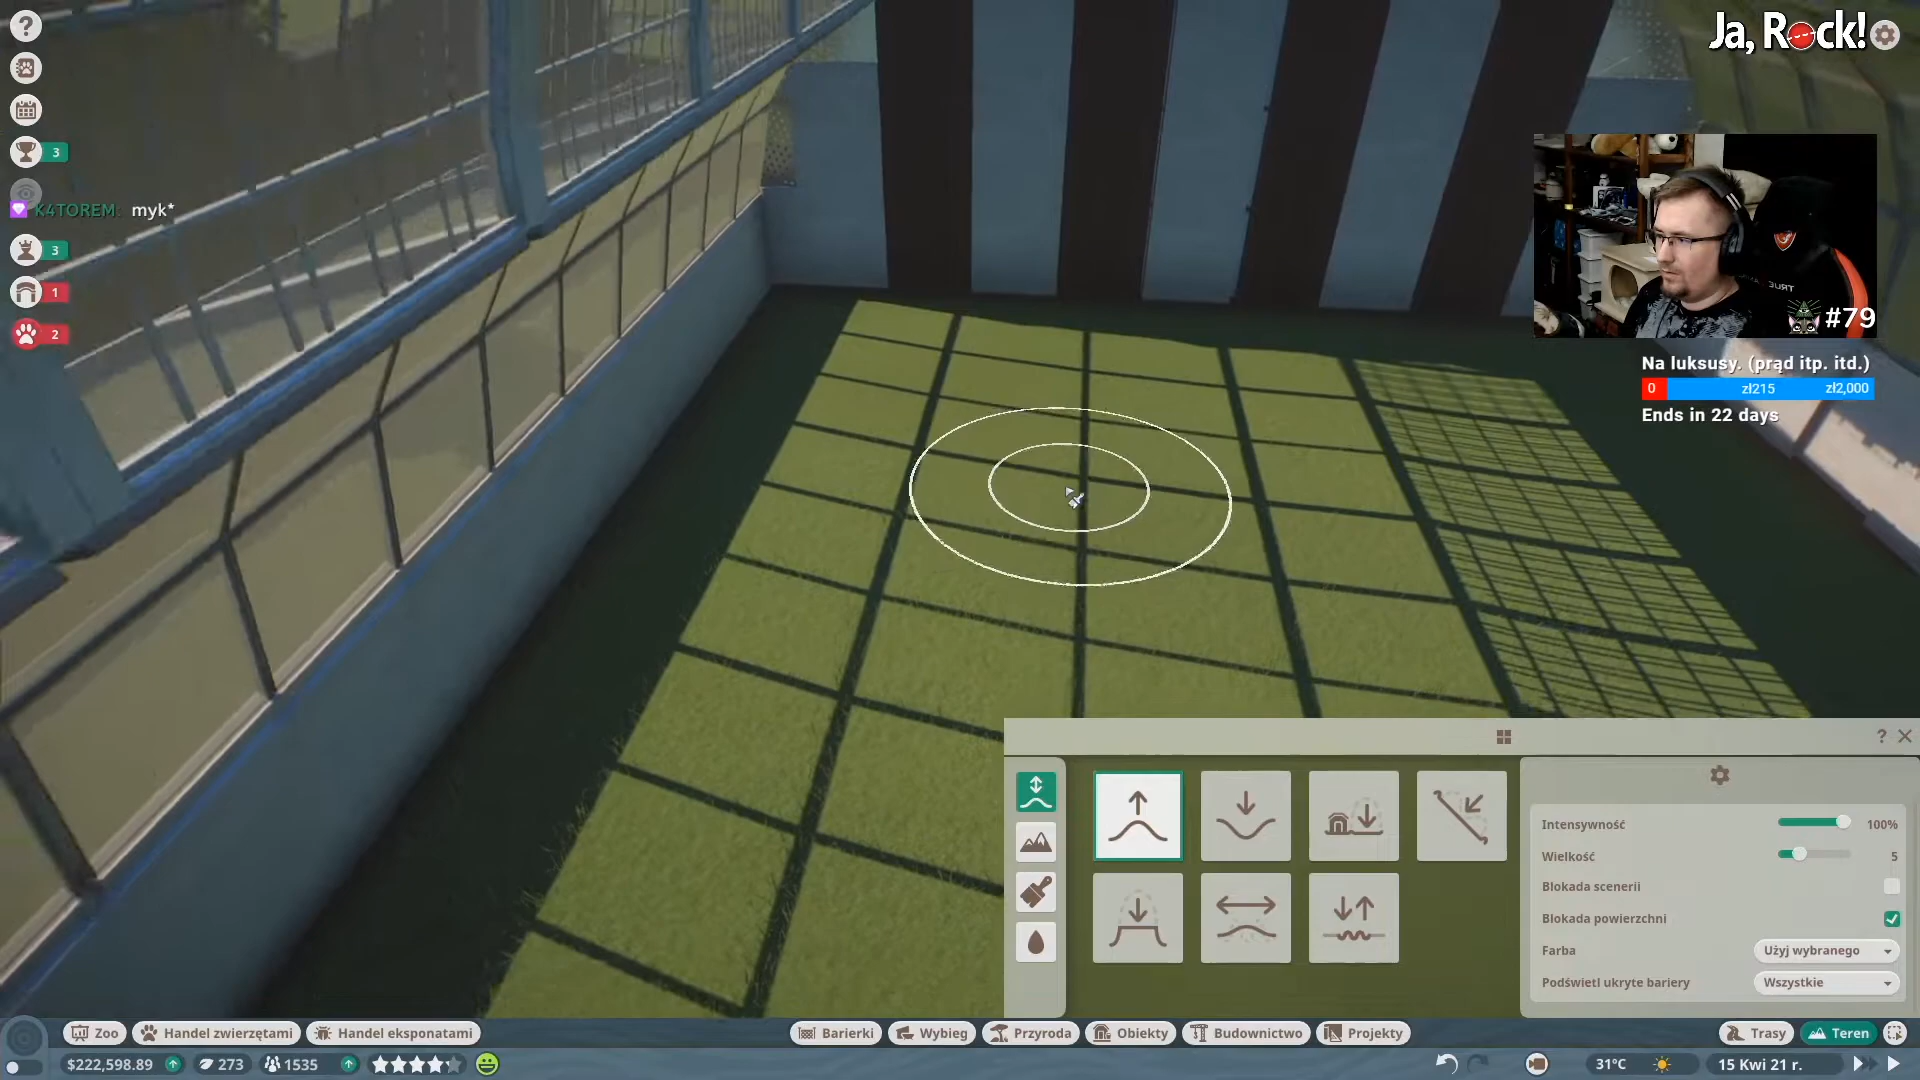 Ja, Rock!
3
K4TOREM: myk*
3
1
2
#79
Na luksusy. (prąd itp. itd.)
0 zł215 zł2,000
Ends in 22 days
?
Intensywność 100%
Wielkość 5
Blokada scenerii
Blokada powierzchni
Farba Użyj wybranego
Podświetl ukryte bariery Wszystkie
Zoo Handel zwierzętami Handel eksponatami Barierki Wybieg Przyroda Obiekty Budownictwo Projekty Trasy Teren
$222,598.89 273 1535 31°C 15 Kwi 21 r.